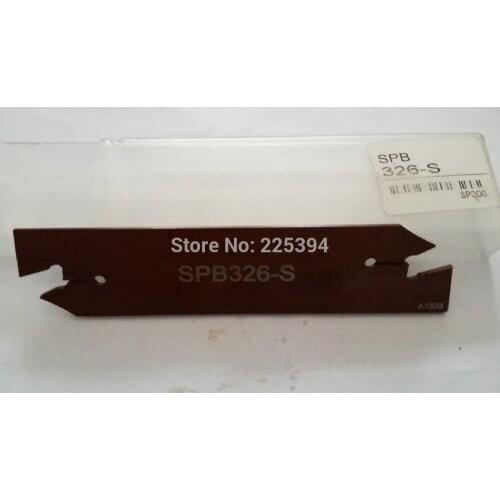 SPB
326-S
SP300
Store No: 225394
SPB326-S
A1303